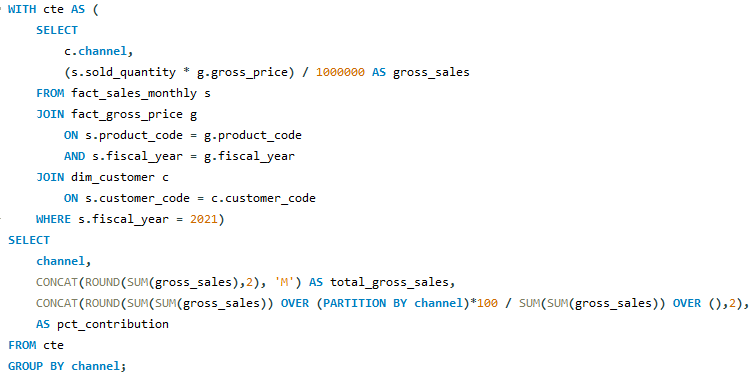 WITH cte AS (
SELECT
c.channel,
(s.sold_quantity * g.gross_price) / 1000000 AS gross_sales
FROM fact_sales_monthly s
JOIN fact_gross_price g
ON s.product_code = g.product_code
AND s.fiscal_year = g.fiscal_year
JOIN dim_customer c
ON s.customer_code = c.customer_code
WHERE s.fiscal_year = 2021)
SELECT
channel,
CONCAT(ROUND(SUM(gross_sales),2), 'M') AS total_gross_sales,
CONCAT(ROUND(SUM(SUM(gross_sales)) OVER (PARTITION BY channel)*100 / SUM(SUM(gross_sales)) OVER (),2),
AS pct_contribution
FROM cte
GROUP BY channel;